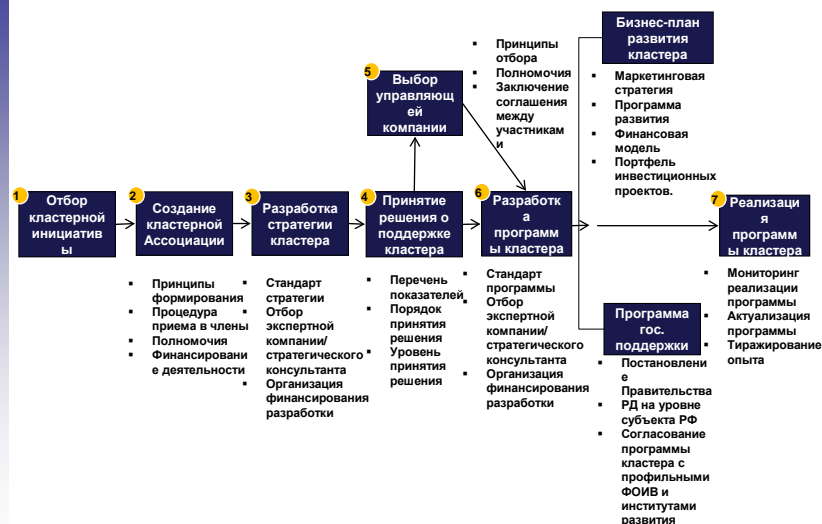 1
Отбор
кластерной
инициатив
ы
2
Создание
кластерной
Ассоциации
▪ Принципы
формирования
▪ Процедура
приема в члены
▪ Полномочия
▪ Финансировани
е деятельности
3
Разработка
стратегии
кластера
▪ Стандарт
стратегии
▪ Отбор
экспертной
компании/
стратегического
консультанта
▪ Организация
финансирования
разработки
4
Принятие
решения о
поддержке
кластера
▪ Перечень
показателей
▪ Порядок
принятия
решения
▪ Уровень
принятия
решения
5
Выбор
управляющ
ей
компании
▪ Принципы
отбора
▪ Полномочия
▪ Заключение
соглашения
между
участникам
и
6
Разработк
а
программ
ы кластера
▪ Стандарт
программы
▪ Отбор
экспертной
компании/
стратегического
консультанта
▪ Организация
финансирования
разработки
Бизнес-план
развития
кластера
▪ Маркетинговая
стратегия
▪ Программа
развития
▪ Финансовая
модель
▪ Портфель
инвестиционных
проектов.
Программа
гос.
поддержки
▪ Постановлени
е
Правительства
▪ РД на уровне
субъекта РФ
▪ Согласование
программы
кластера с
профильными
ФОИВ и
институтами
развития
7
Реализаци
я
программ
ы кластера
▪ Мониторинг
реализации
программы
▪ Актуализация
программы
▪ Тиражирование
опыта